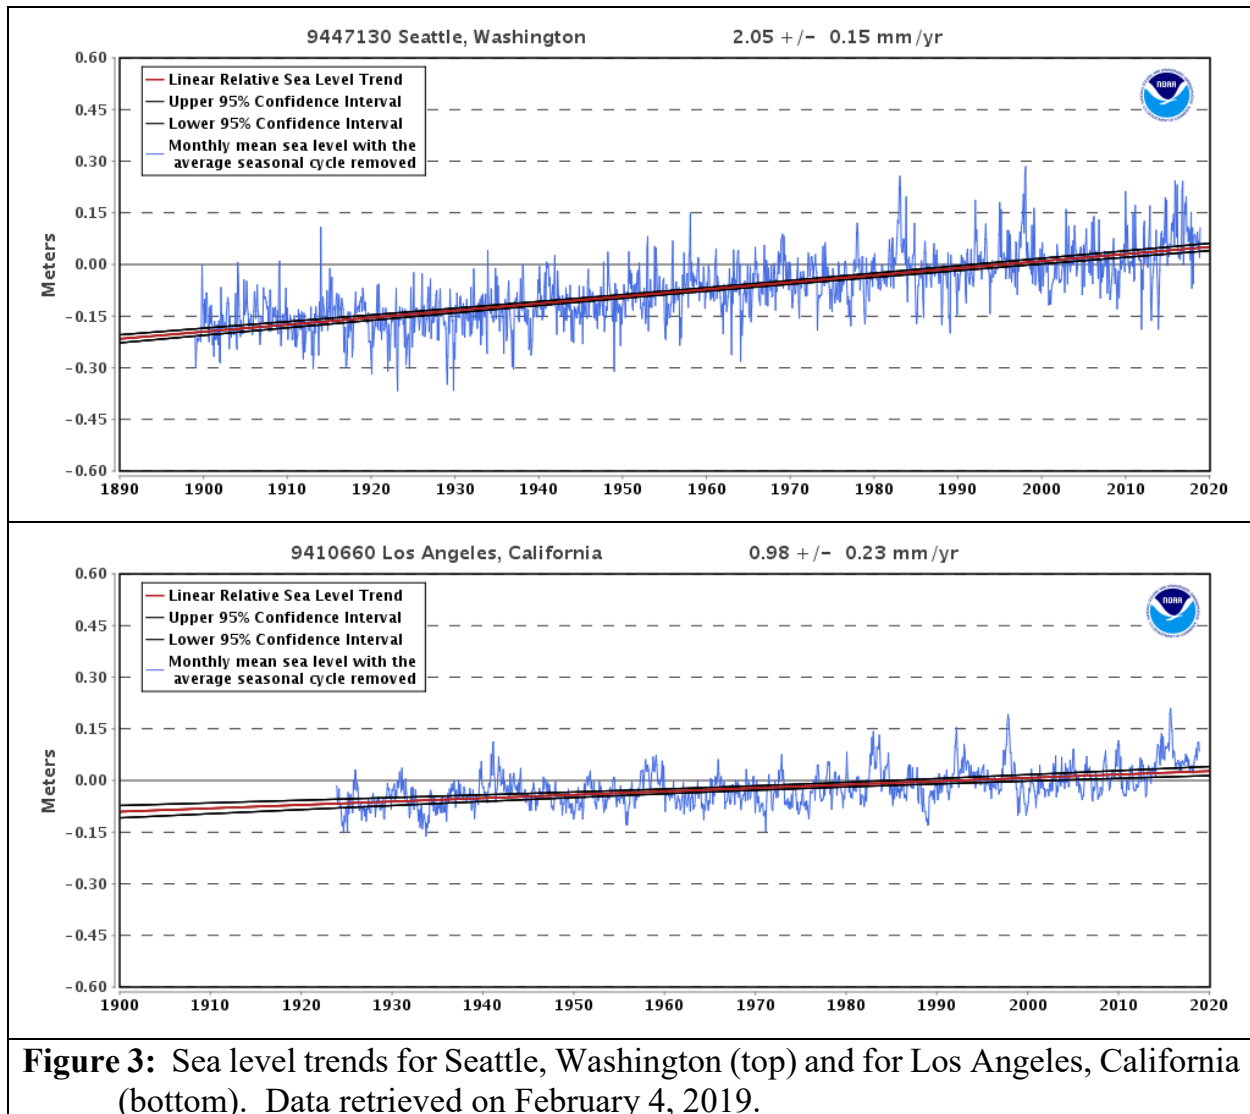 9447130 Seattle, Washington 2.05 +/- 0.15 mm/yr
0.60
0.45
0.30
0.15
0.00
-0.15
-0.30
-0.45
-0.60
Meters
Linear Relative Sea Level Trend
Upper 95% Confidence Interval
Lower 95% Confidence Interval
Monthly mean sea level with the
average seasonal cycle removed
NOAA
1890 1900 1910 1920 1930 1940 1950 1960 1970 1980 1990 2000 2010 2020
9410660 Los Angeles, California 0.98 +/- 0.23 mm/yr
0.60
0.45
0.30
0.15
0.00
-0.15
-0.30
-0.45
-0.60
Meters
Linear Relative Sea Level Trend
Upper 95% Confidence Interval
Lower 95% Confidence Interval
Monthly mean sea level with the
average seasonal cycle removed
NOAA
1900 1910 1920 1930 1940 1950 1960 1970 1980 1990 2000 2010 2020
Figure 3: Sea level trends for Seattle, Washington (top) and for Los Angeles, California
(bottom). Data retrieved on February 4, 2019.